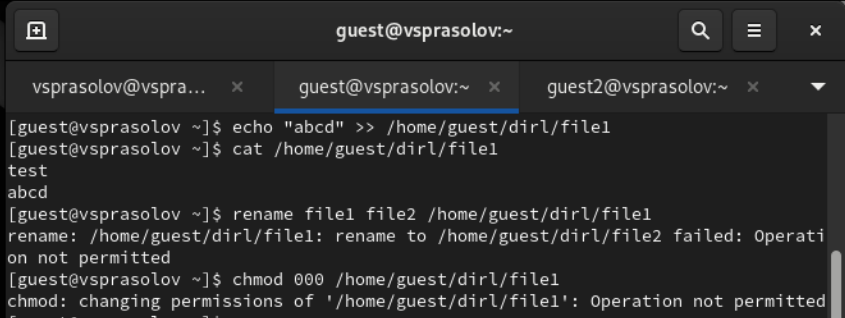 guest@vsprasolov:~
vsprasolov@vspra...
guest@vsprasolov:~
guest2@vsprasolov:~
[guest@vsprasolov ~]$ echo "abcd" >> /home/guest/dirl/file1
[guest@vsprasolov ~]$ cat /home/guest/dirl/file1
test
abcd
[guest@vsprasolov ~]$ rename file1 file2 /home/guest/dirl/file1
rename: /home/guest/dirl/file1: rename to /home/guest/dirl/file2 failed: Operati
on not permitted
[guest@vsprasolov ~]$ chmod 000 /home/guest/dirl/file1
chmod: changing permissions of '/home/guest/dirl/file1': Operation not permitted